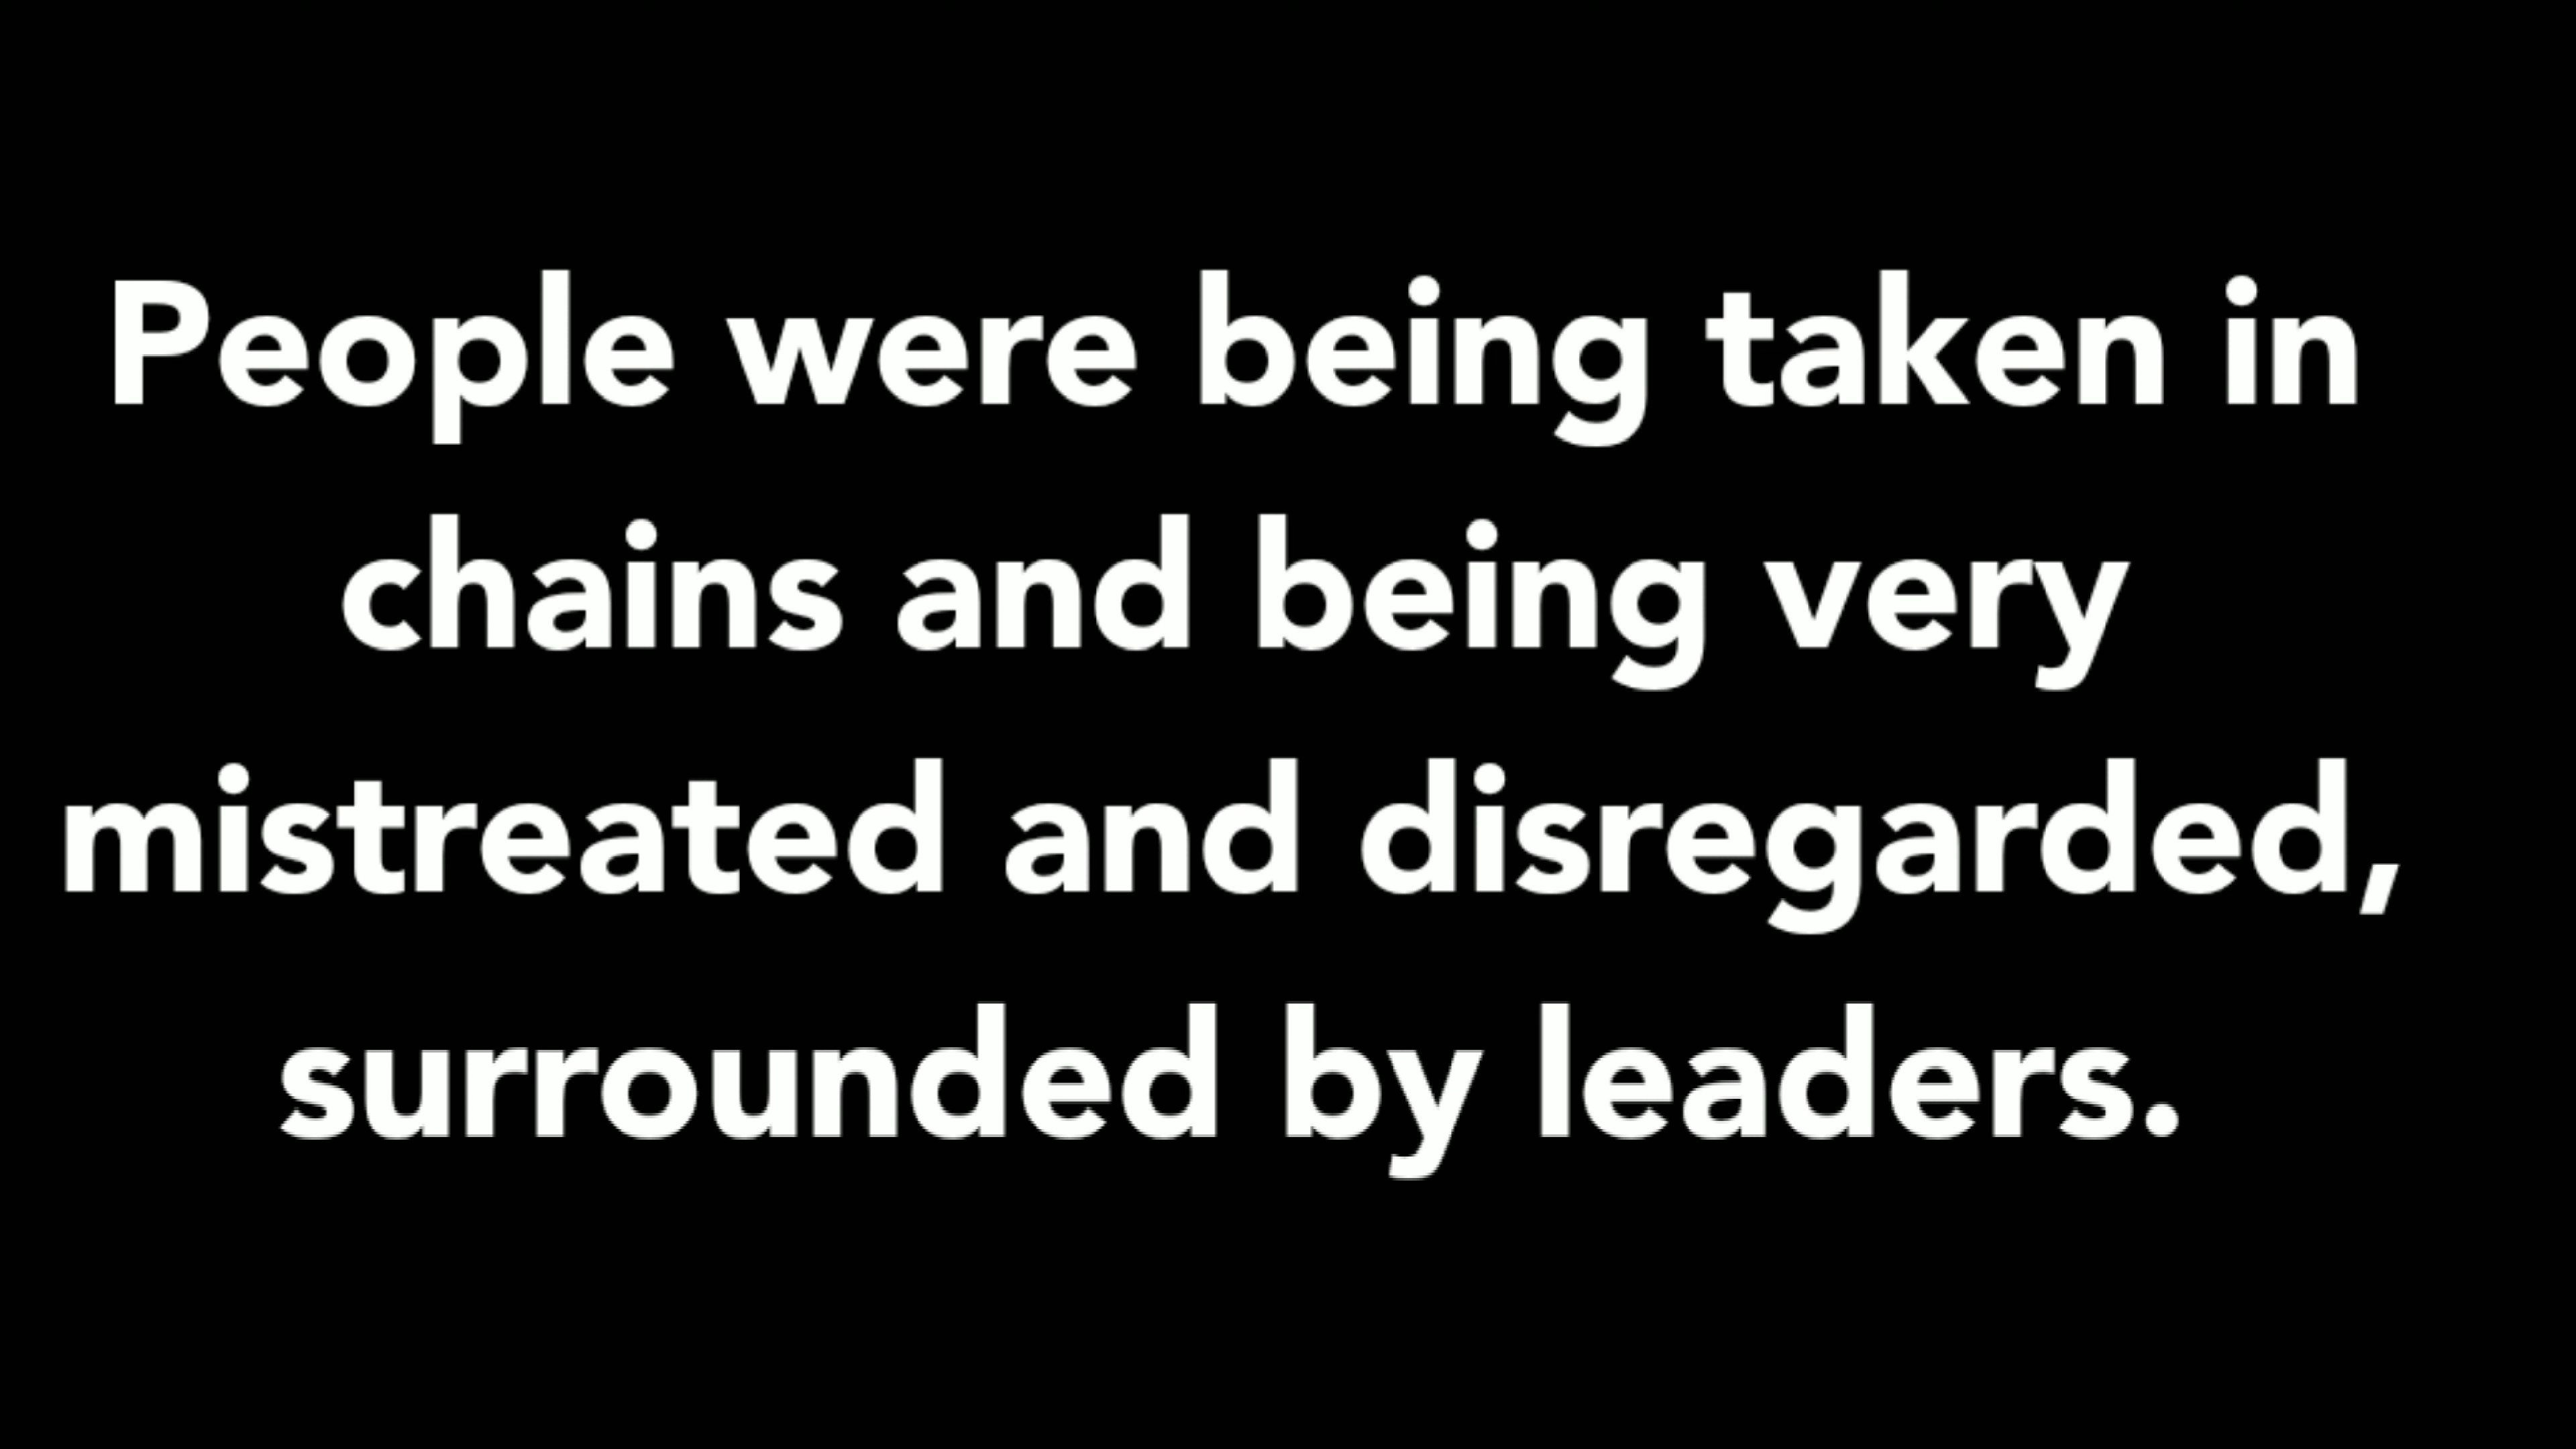 People were being taken in
chains and being very
mistreated and disregarded,
surrounded by leaders.